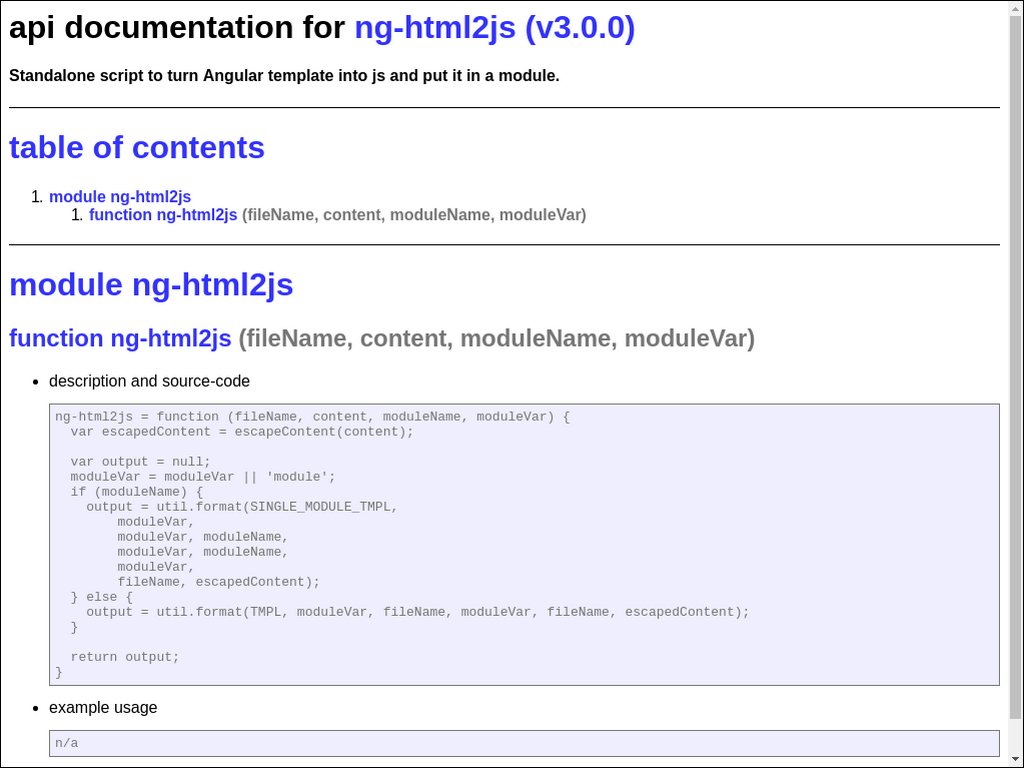 api documentation for ng-html2js (v3.0.0)
Standalone script to turn Angular template into js and put it in a module.
table of contents
1. module ng-html2js
1. function ng-html2js (fileName, content, moduleName, moduleVar)
module ng-html2js
function ng-html2js (fileName, content, moduleName, moduleVar)
• description and source-code
ng-html2js = function (fileName, content, moduleName, moduleVar) {
  var escapedContent = escapeContent(content);

  var output = null;
  moduleVar = moduleVar || 'module';
  if (moduleName) {
    output = util.format(SINGLE_MODULE_TMPL,
        moduleVar,
        moduleVar, moduleName,
        moduleVar, moduleName,
        moduleVar,
        fileName, escapedContent);
  } else {
    output = util.format(TMPL, moduleVar, fileName, moduleVar, fileName, escapedContent);
  }

  return output;
}
• example usage
n/a